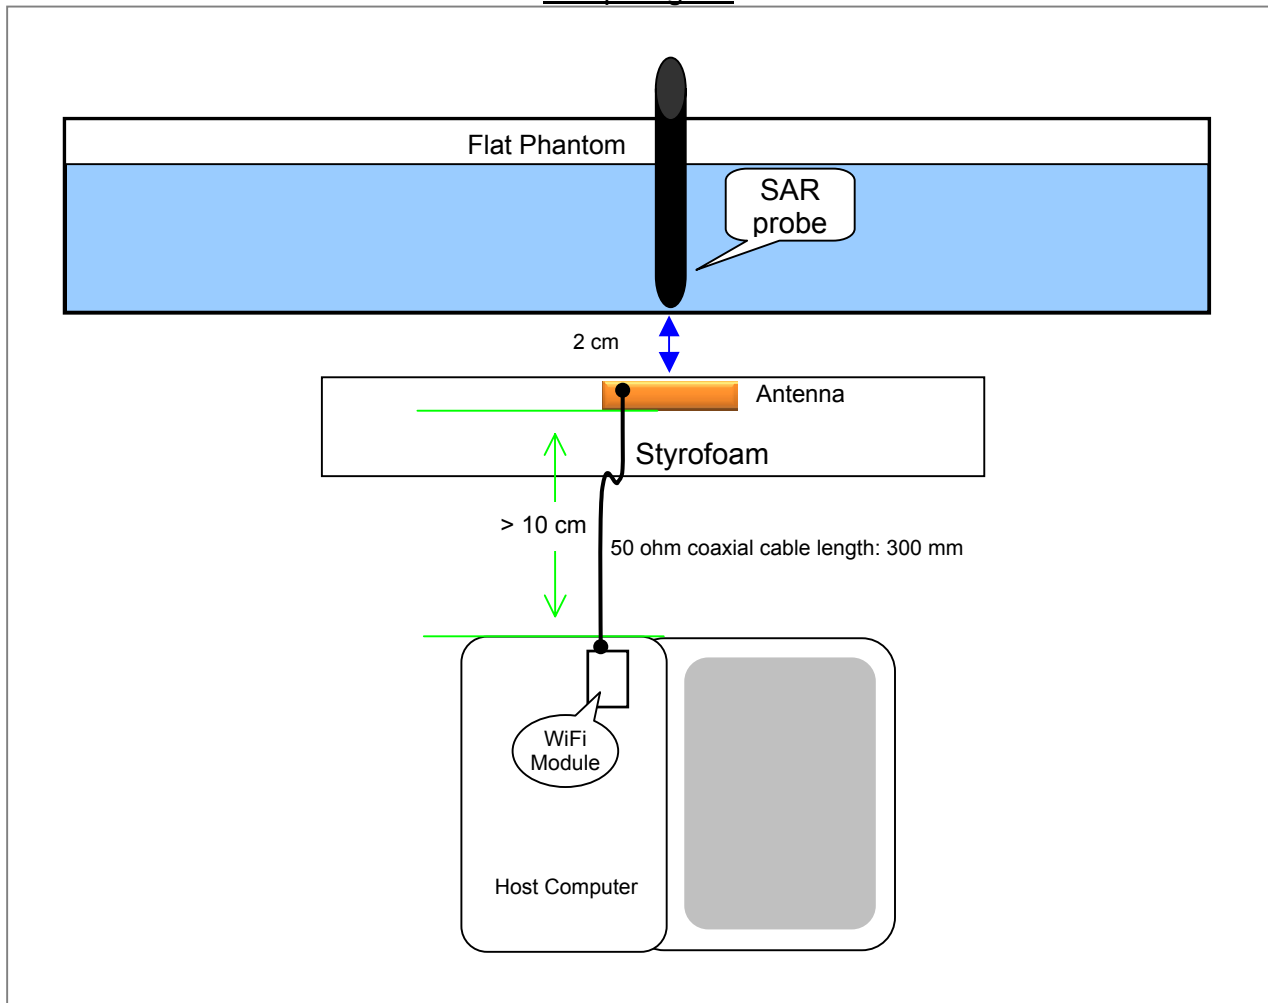 Flat Phantom
SAR
probe
2 cm
Antenna
Styrofoam
> 10 cm
50 ohm coaxial cable length: 300 mm
WiFi
Module
Host Computer